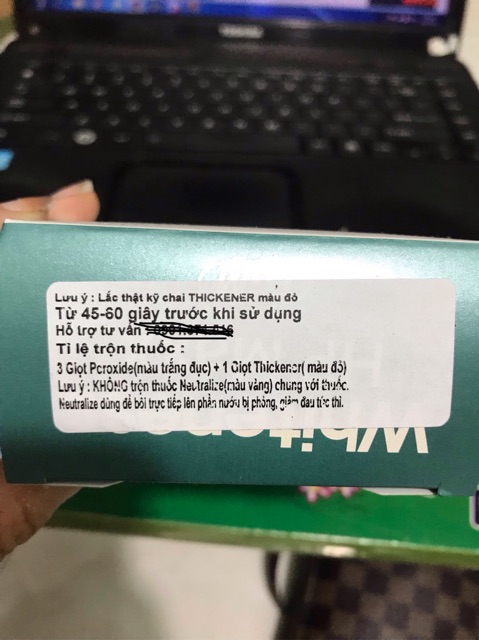 TOSHIBA
Lưu ý : Lắc thật kỹ chai THICKENER màu đỏ
Từ 45-60 giây trước khi sử dụng
Hỗ trợ tư vấn :
Tỉ lệ trộn thuốc :
3 Giọt Peroxide(màu trắng đục) + 1 Giọt Thickener( màu đỏ)
Lưu ý : KHÔNG trộn thuốc Neutralize(màu vàng) chung với thuốc.
Neutralize dùng để bôi trực tiếp lên phần nướu bị phỏng, giảm đau tức thì.